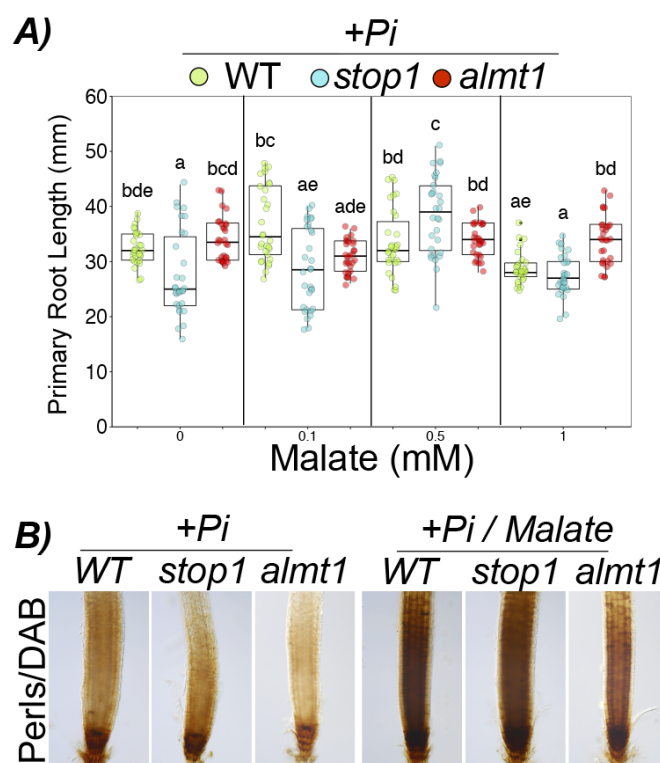 A)
+Pi
WT stop1 almt1
Primary Root Length (mm)
60
50
40
30
20
10
0
bde a bcd bc ae ade bd c bd ae a bd
0 0.1 0.5 1
Malate (mM)
B)
+Pi +Pi / Malate
WT stop1 almt1 WT stop1 almt1
Perls/DAB